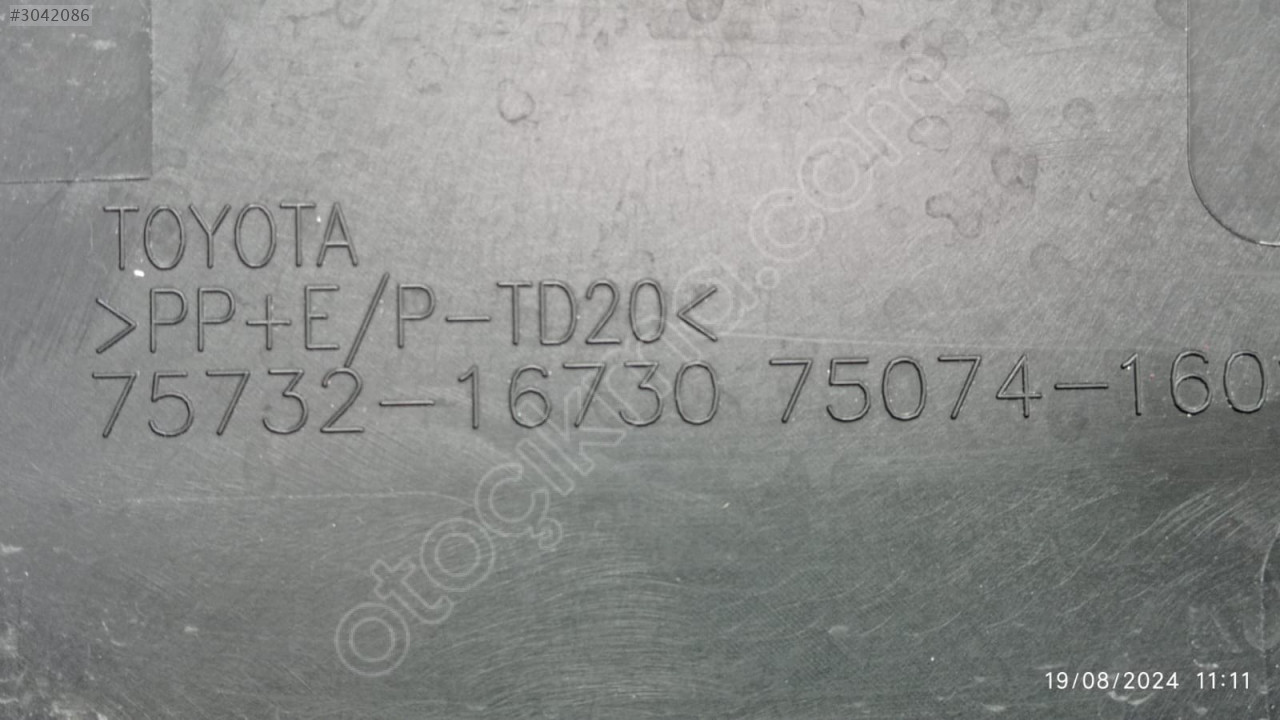 #3042086
TOYOTA
>PP+E/P-TD20<
75732-16730 75074-160
otoçıkma.com
19/08/2024 11:11